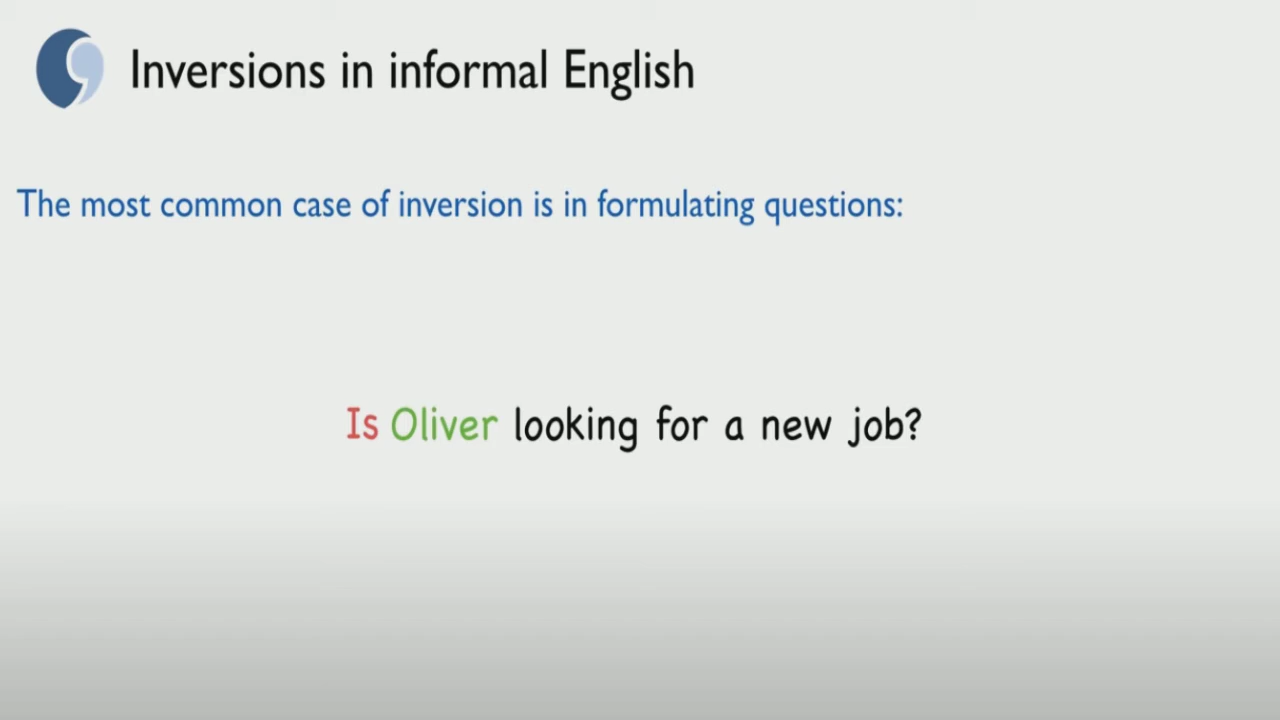 Inversions in informal English
The most common case of inversion is in formulating questions:
Is Oliver looking for a new job?